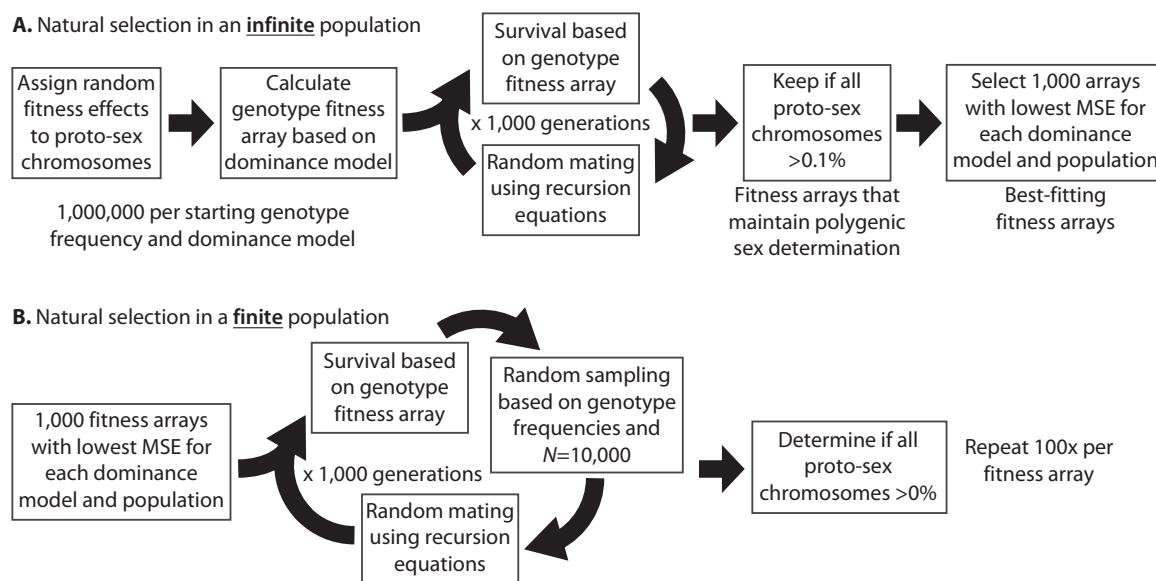 A. Natural selection in an infinite population
Assign random
fitness effects
to proto-sex
chromosomes
Calculate
genotype fitness
array based on
dominance model
Survival based
on genotype
fitness array
x 1,000 generations
Random mating
using recursion
equations
Keep if all
proto-sex
chromosomes
>0.1%
Select 1,000 arrays
with lowest MSE for
each dominance
model and population
1,000,000 per starting genotype
frequency and dominance model
Fitness arrays that
maintain polygenic
sex determination
Best-fitting
fitness arrays
B. Natural selection in a finite population
1,000 fitness arrays
with lowest MSE for
each dominance
model and population
Survival based
on genotype
fitness array
x 1,000 generations
Random sampling
based on genotype
frequencies and
N=10,000
Random mating
using recursion
equations
Determine if all
proto-sex
chromosomes >0%
Repeat 100x per
fitness array